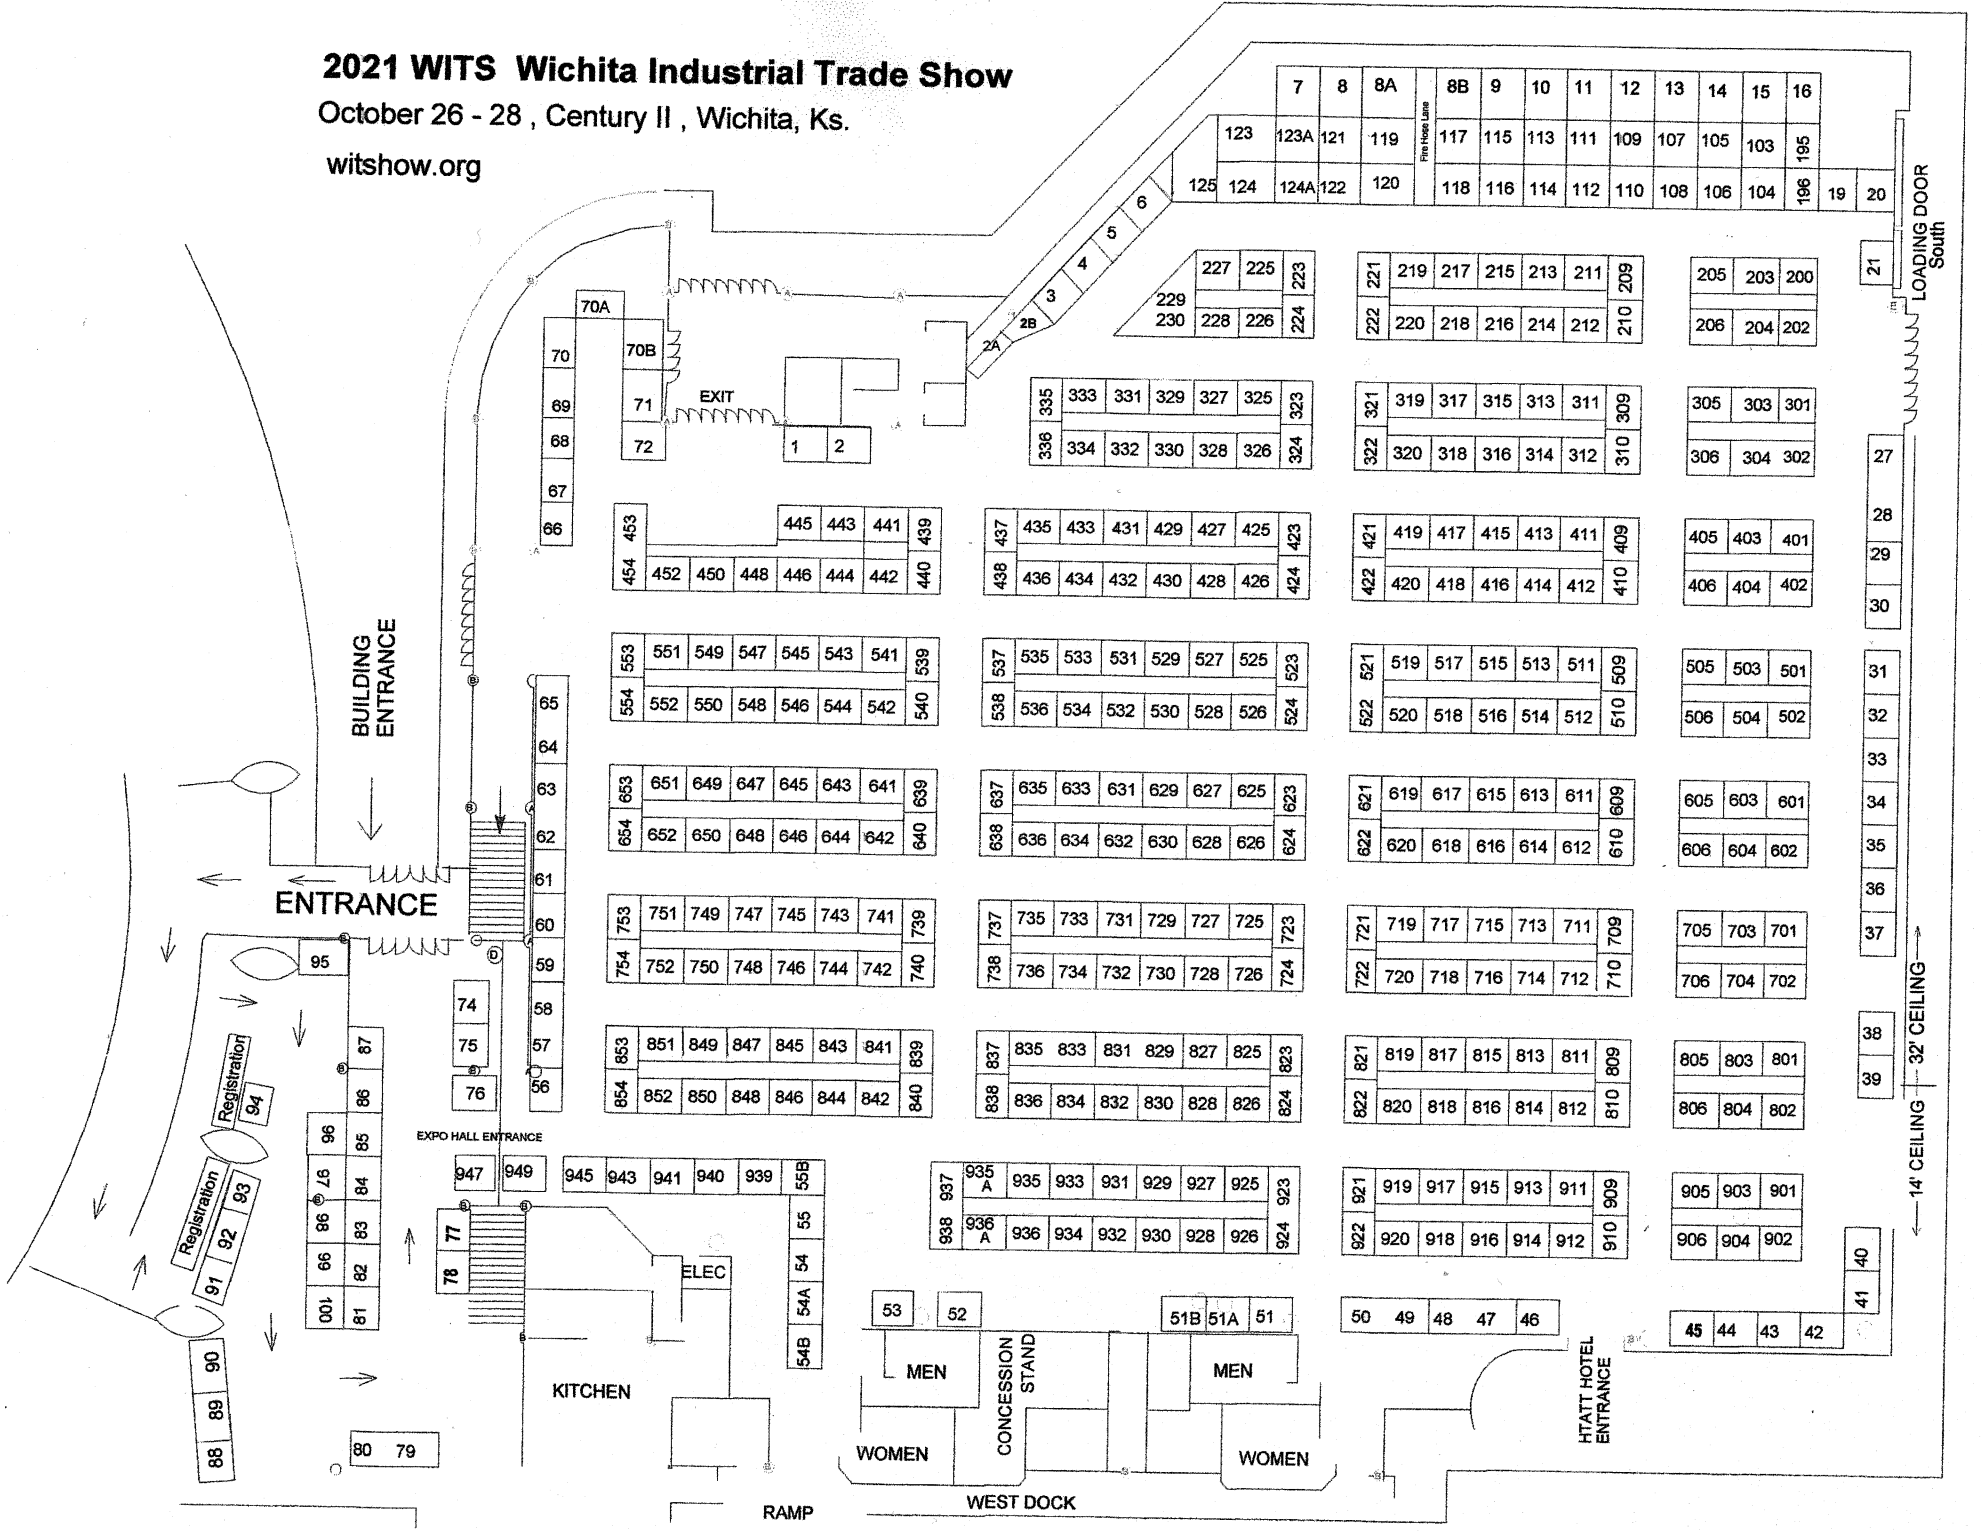 2021 WITS Wichita Industrial Trade Show
October 26 - 28 , Century II , Wichita, Ks.
witshow.org
7 8 8A 8B 9 10 11 12 13 14 15 16
Fire Hose Lane
123 123A 121 119 117 115 113 111 109 107 105 103 195
125 124 124A 122 120 118 116 114 112 110 108 106 104 196 19 20
LOADING DOOR
South
21
6
5
4
3
2B
2A
227 225 223 221 219 217 215 213 211 209 205 203 200
229
230 228 226 224 222 220 218 216 214 212 210 206 204 202
70A
70 70B
69 71
68 72
67
66
EXIT
1 2
335 333 331 329 327 325 323 321 319 317 315 313 311 309 305 303 301
336 334 332 330 328 326 324 322 320 318 316 314 312 310 306 304 302
27
28
29
30
453 445 443 441 439 437 435 433 431 429 427 425 423 421 419 417 415 413 411 409 405 403 401
454 452 450 448 446 444 442 440 438 436 434 432 430 428 426 424 422 420 418 416 414 412 410 406 404 402
BUILDING
ENTRANCE
553 551 549 547 545 543 541 539 537 535 533 531 529 527 525 523 521 519 517 515 513 511 509 505 503 501
554 552 550 548 546 544 542 540 538 536 534 532 530 528 526 524 522 520 518 516 514 512 510 506 504 502
31
32
33
34
35
36
37
65
64
63
62
61
60
59
58
57
56
653 651 649 647 645 643 641 639 637 635 633 631 629 627 625 623 621 619 617 615 613 611 609 605 603 601
654 652 650 648 646 644 642 640 638 636 634 632 630 628 626 624 622 620 618 616 614 612 610 606 604 602
ENTRANCE
753 751 749 747 745 743 741 739 737 735 733 731 729 727 725 723 721 719 717 715 713 711 709 705 703 701
754 752 750 748 746 744 742 740 738 736 734 732 730 728 726 724 722 720 718 716 714 712 710 706 704 702
95
74
75
76
38
39
14' CEILING 32' CEILING
853 851 849 847 845 843 841 839 837 835 833 831 829 827 825 823 821 819 817 815 813 811 809 805 803 801
854 852 850 848 846 844 842 840 838 836 834 832 830 828 826 824 822 820 818 816 814 812 810 806 804 802
Registration
94
87
86
85
84
83
82
81
96
97
98
99
100
Registration
93
92
91
EXPO HALL ENTRANCE
947 949 945 943 941 940 939 55B
77
78
55
54
54A
54B
937 935
A 935 933 931 929 927 925 923 921 919 917 915 913 911 909 905 903 901
938 936
A 936 934 932 930 928 926 924 922 920 918 916 914 912 910 906 904 902
40
41
ELEC
53 52 51B 51A 51 50 49 48 47 46 45 44 43 42
90
89
88
80 79
KITCHEN
MEN
CONCESSION
STAND
MEN
HTATT HOTEL
ENTRANCE
WOMEN
WOMEN
WEST DOCK
RAMP